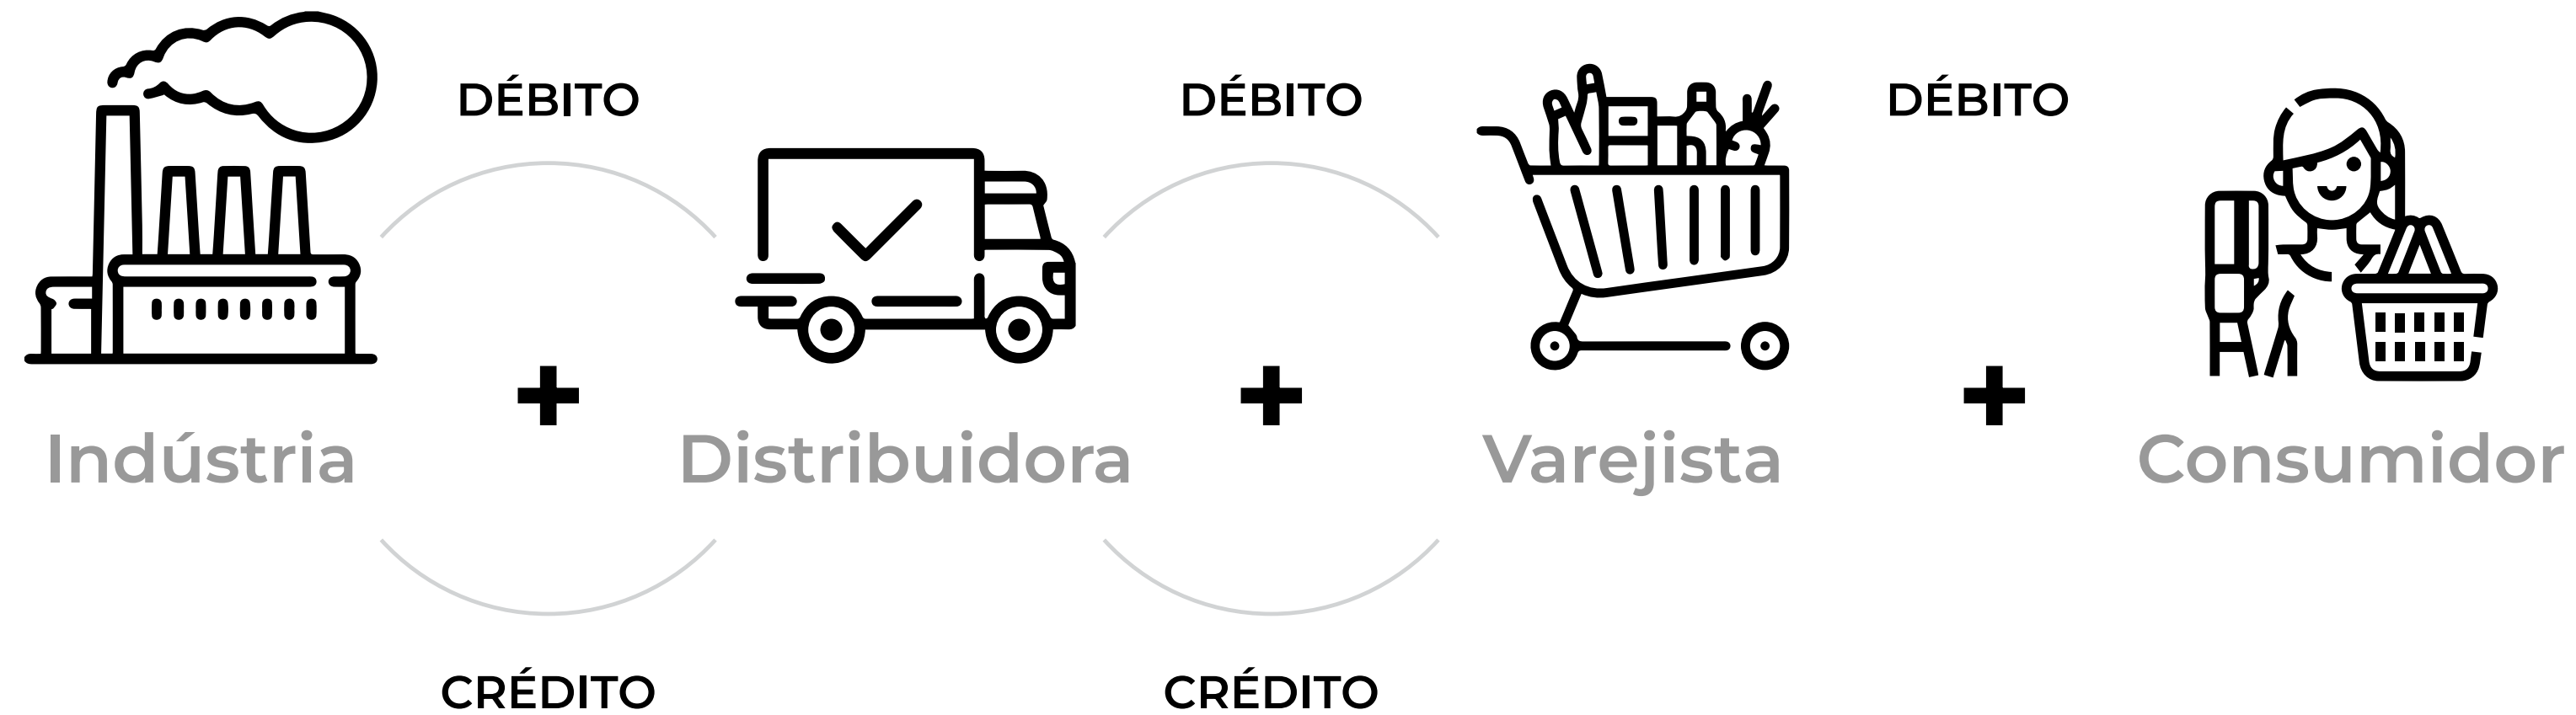 DÉBITO
DÉBITO
DÉBITO
Indústria
+
Distribuidora
+
Varejista
+
Consumidor
CRÉDITO
CRÉDITO